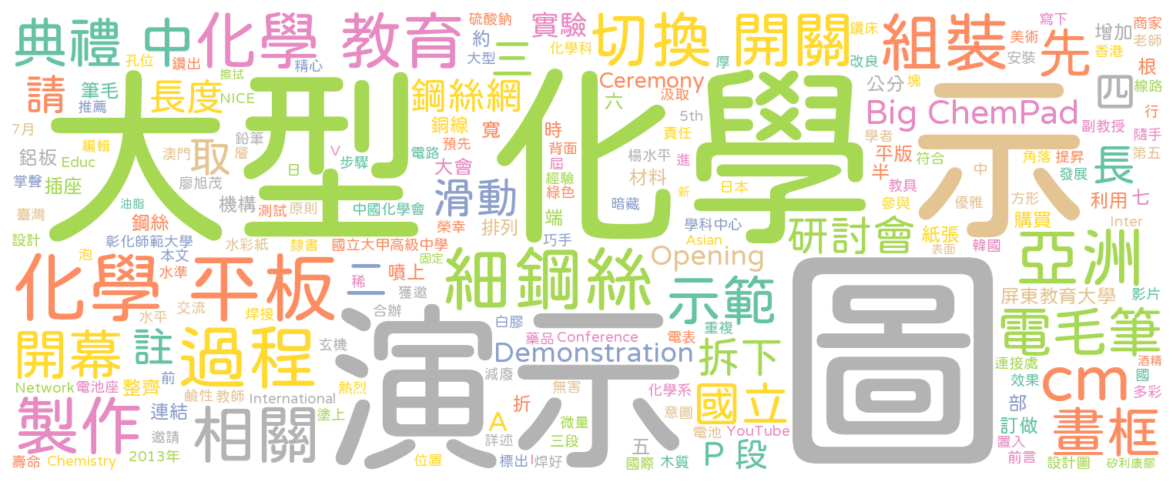 典禮 中 化學 教育 硫酸鈉 約 大型 三 實驗 化學科 切換 開關 鑽床 改良 組裝 先 寫下 美術 安裝 增加 香港 商家 老師 根
孔位 鑽出 精心 擦拭
請 筆毛 推薦 長度 NICE 鋼絲網 銅線 Ceremony 六 汲取 厚 公分 塊 四 線路 行
大型化學 示 Big ChemPad 副教授 隨手
7月 編輯 鉛筆 層 V 預先 寬 時 背面 5th 責任 學者
鋁板 取 澳門 日 步驟 電路 大會 屆 進 楊水平 平版 半 符合 中 角落 提昇 第五
Educ 插座 廖旭茂 經驗 綠色 材料 新 日本 教具 發展 長
掌聲 機構 中國化學會 滑動 端 暗藏 參與 優雅 方形 利用 七
臺灣 油脂 鋼絲 測試 原則 榮幸 排列 學科中心 研討會 紙張 購買 Inter
設計 彰化師範大學 水彩紙 隸書 國立大甲高級中學 巧手 Asian 韓國 亞洲
泡 本文 固定 Opening 表面
化學 平板 水準 稀 二 噴上 細鋼絲 示範 屏東教育大學 影片
交流 焊接 獲邀 合辦
開幕 註 過程 水平 玄機 演示 白膠 藥品 Conference 電表 重複 圖 電毛筆
整齊 前 熱烈 Demonstration 拆下 連接處 酒精
Network 電池座 鹼性 教師 減廢 無害 化學系 國立 效果 國 cm 多彩
製作 連結 International 塗上 折 微量 意圖 部 訂做 畫框
相關 A 三段 電池 YouTube 置入
邀請 2013年 詳述 五 P 段 前言
壽命 Chemistry 位置 標出 I 焊好 國際 木質 設計圖 矽利康膠